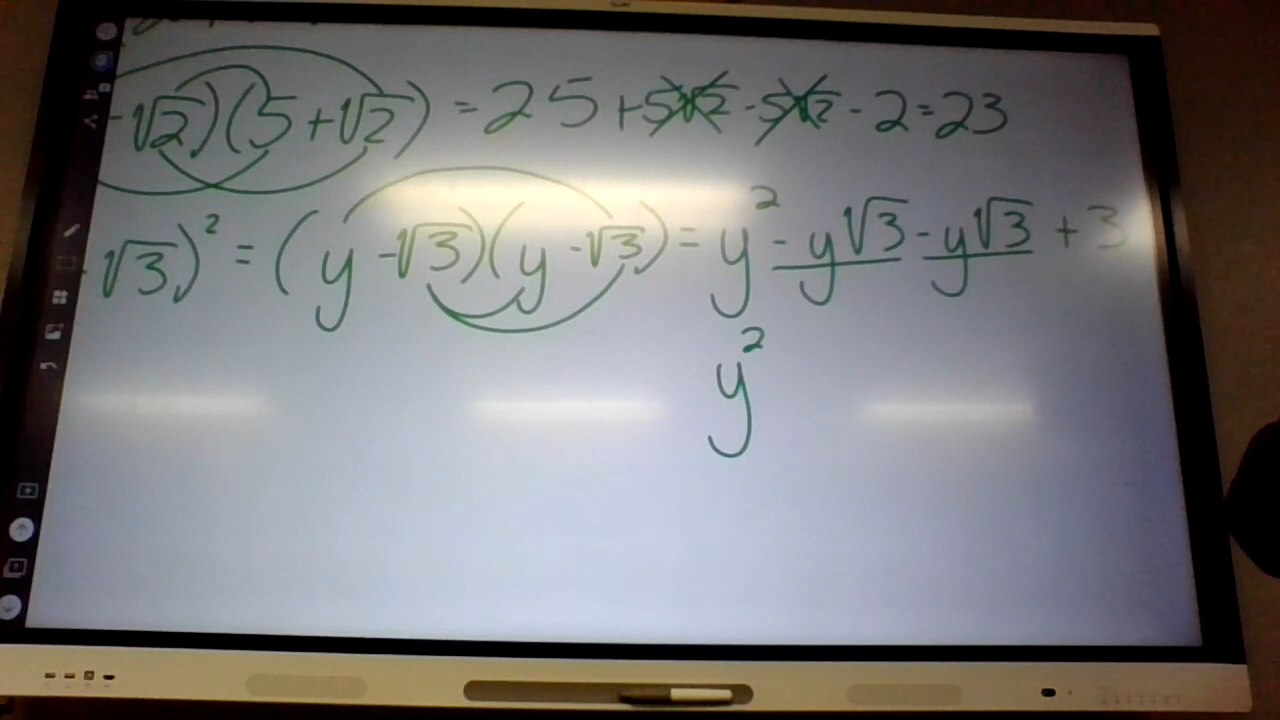 -√2)(5 + √2) = 25 + 5√2 - 5√2 - 2 = 23
√3)² = (y - √3)(y - √3) = y² - y√3 - y√3 + 3
y²